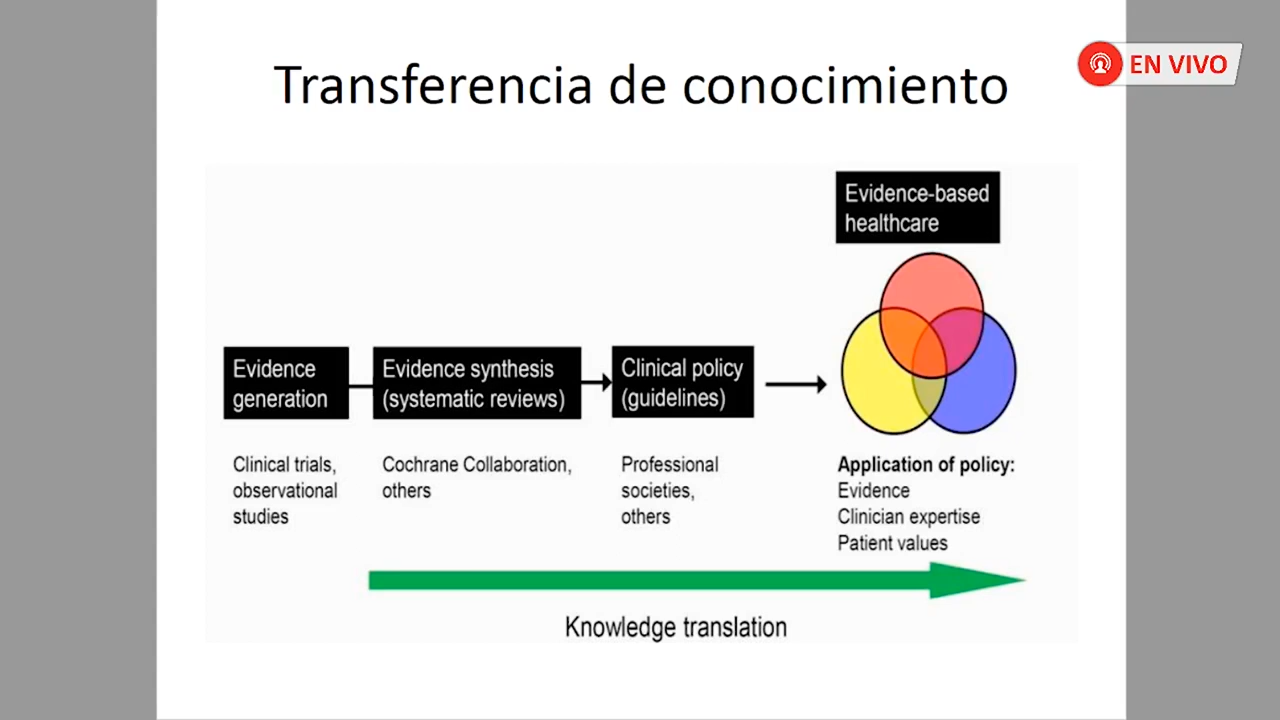 Transferencia de conocimiento
EN VIVO
Evidence-based
healthcare
Evidence
generation
Evidence synthesis
(systematic reviews)
Clinical policy
(guidelines)
Clinical trials,
observational
studies
Cochrane Collaboration,
others
Professional
societies,
others
Application of policy:
Evidence
Clinician expertise
Patient values
Knowledge translation